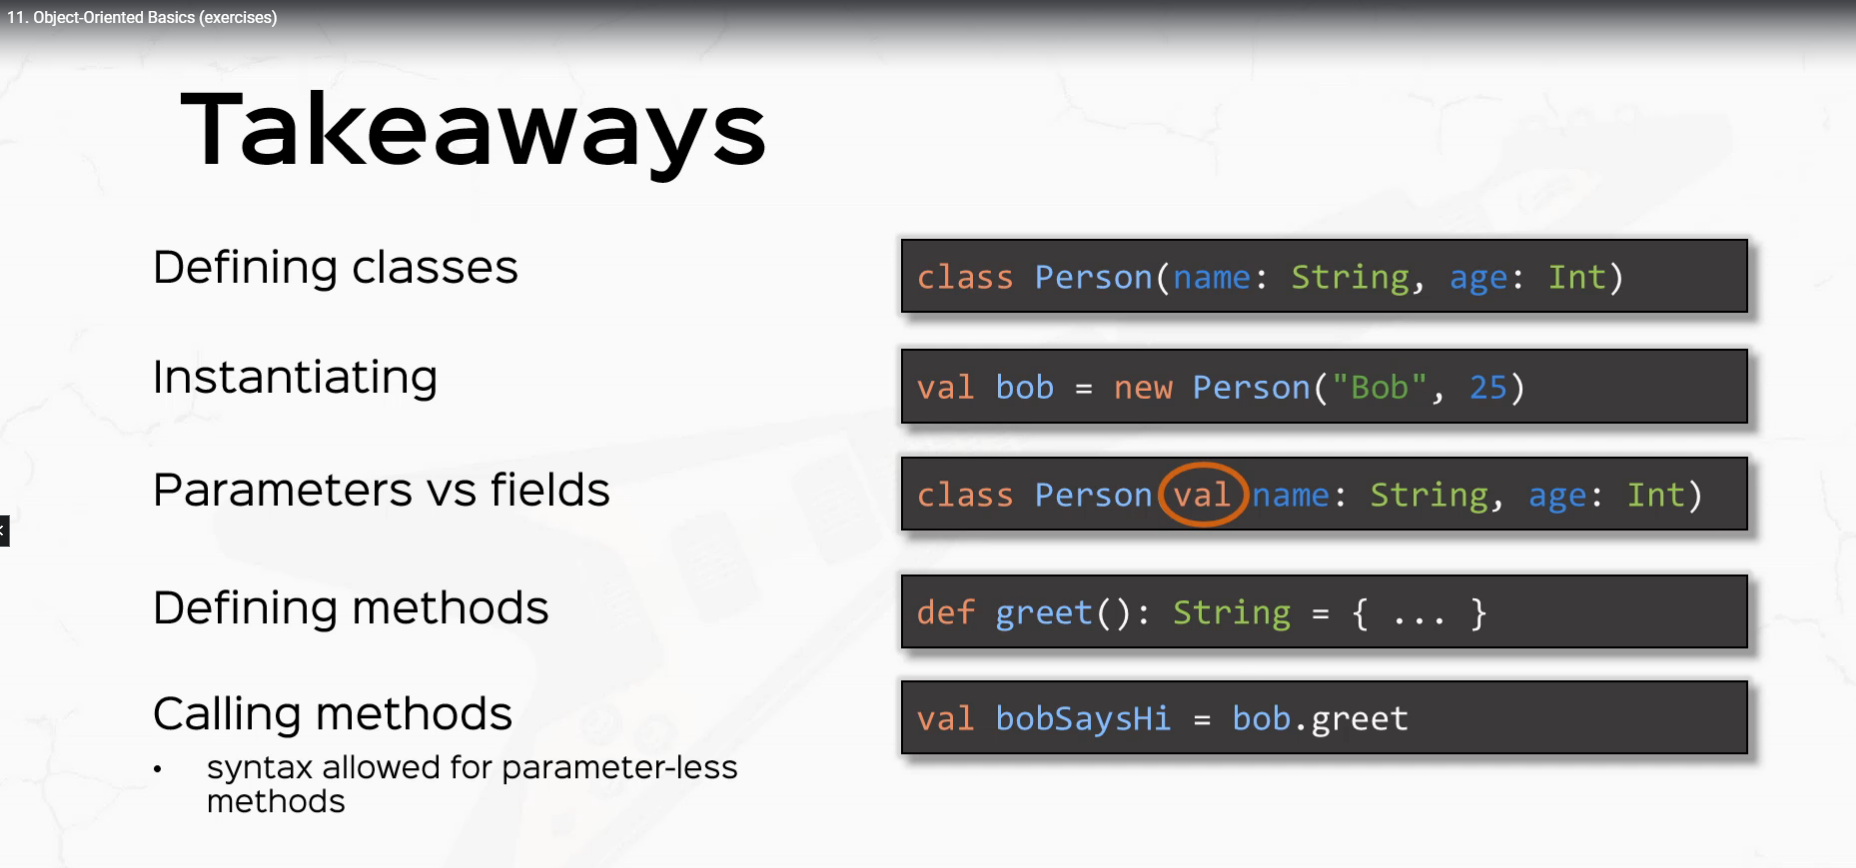 11. Object-Oriented Basics (exercises)
Takeaways
Defining classes
class Person(name: String, age: Int)
Instantiating
val bob = new Person("Bob", 25)
Parameters vs fields
class Person val name: String, age: Int)
Defining methods
def greet(): String = { ... }
Calling methods
val bobSaysHi = bob.greet
• syntax allowed for parameter-less
methods